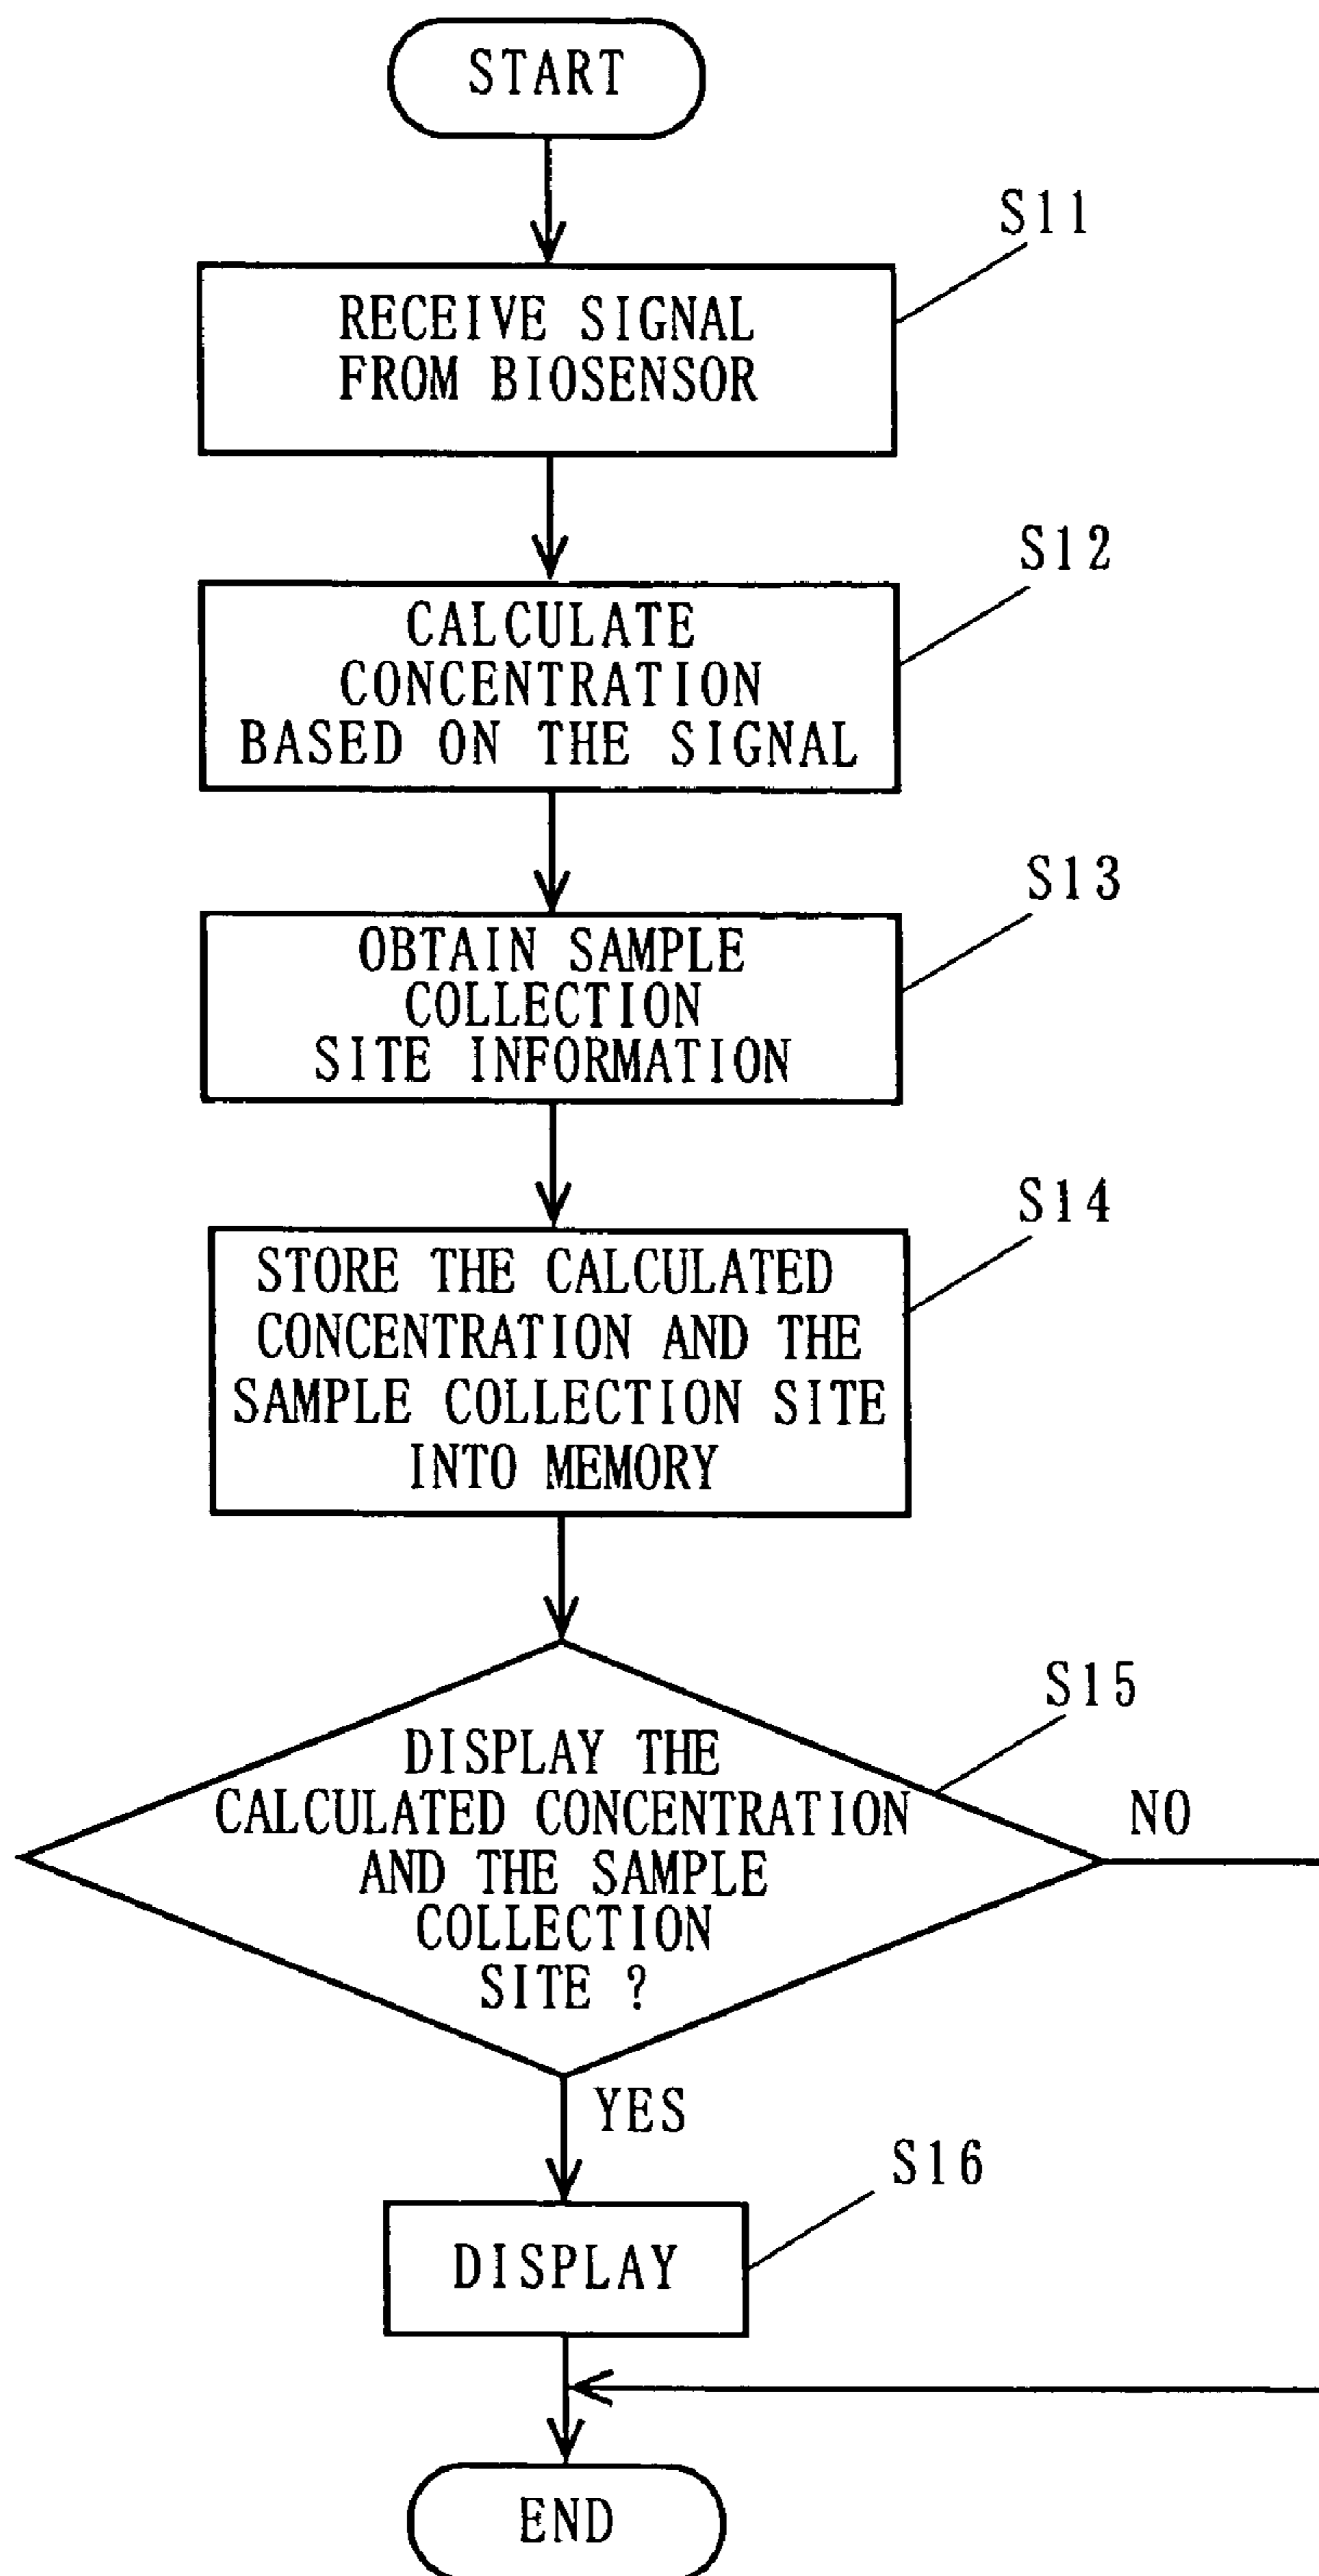 START
S11
RECEIVE SIGNAL
FROM BIOSENSOR
S12
CALCULATE
CONCENTRATION
BASED ON THE SIGNAL
S13
OBTAIN SAMPLE
COLLECTION
SITE INFORMATION
S14
STORE THE CALCULATED
CONCENTRATION AND THE
SAMPLE COLLECTION SITE
INTO MEMORY
S15
DISPLAY THE
CALCULATED CONCENTRATION
AND THE SAMPLE
COLLECTION
SITE ?
NO
YES
S16
DISPLAY
END